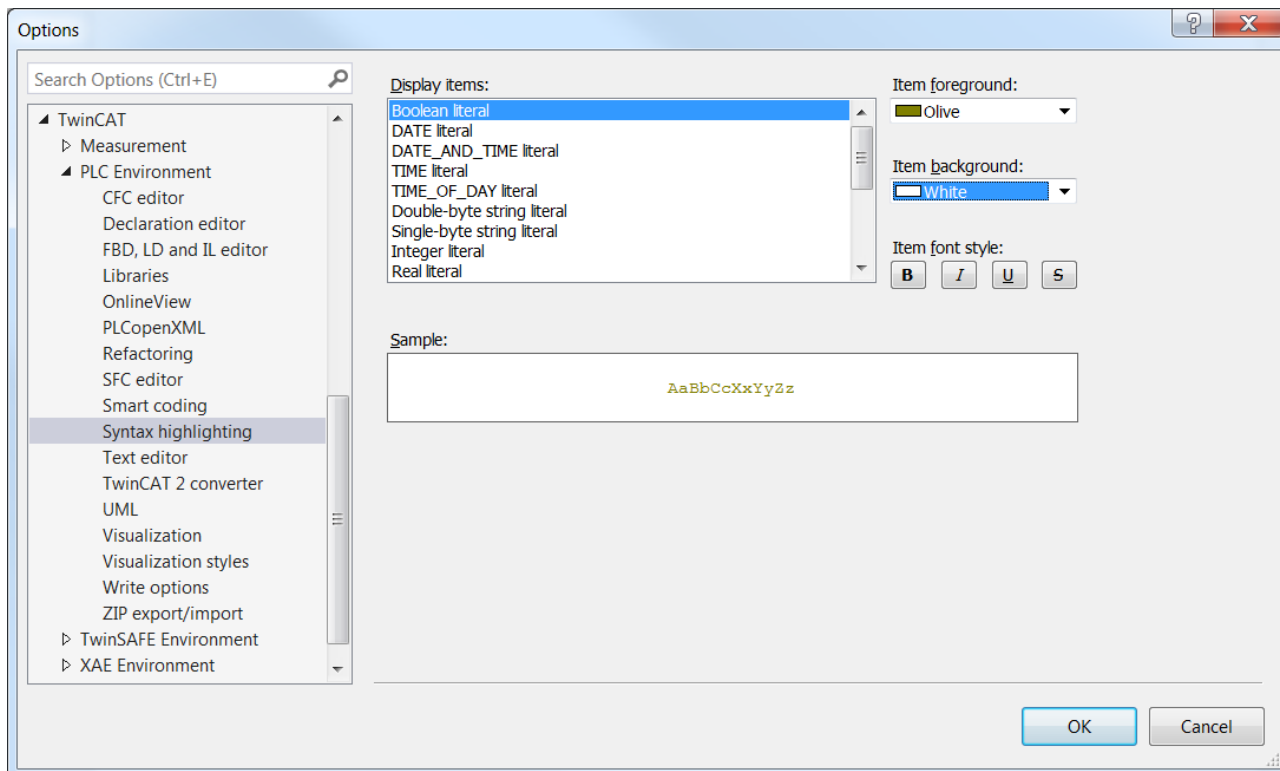 Options
Search Options (Ctrl+E)
TwinCAT
Measurement
PLC Environment
CFC editor
Declaration editor
FBD, LD and IL editor
Libraries
OnlineView
PLCopenXML
Refactoring
SFC editor
Smart coding
Syntax highlighting
Text editor
TwinCAT 2 converter
UML
Visualization
Visualization styles
Write options
ZIP export/import
TwinSAFE Environment
XAE Environment
Display items:
Boolean literal
DATE literal
DATE_AND_TIME literal
TIME literal
TIME_OF_DAY literal
Double-byte string literal
Single-byte string literal
Integer literal
Real literal
Item foreground:
Olive
Item background:
White
Item font style:
B I U S
Sample:
AaBbCcXxYyZz
OK Cancel